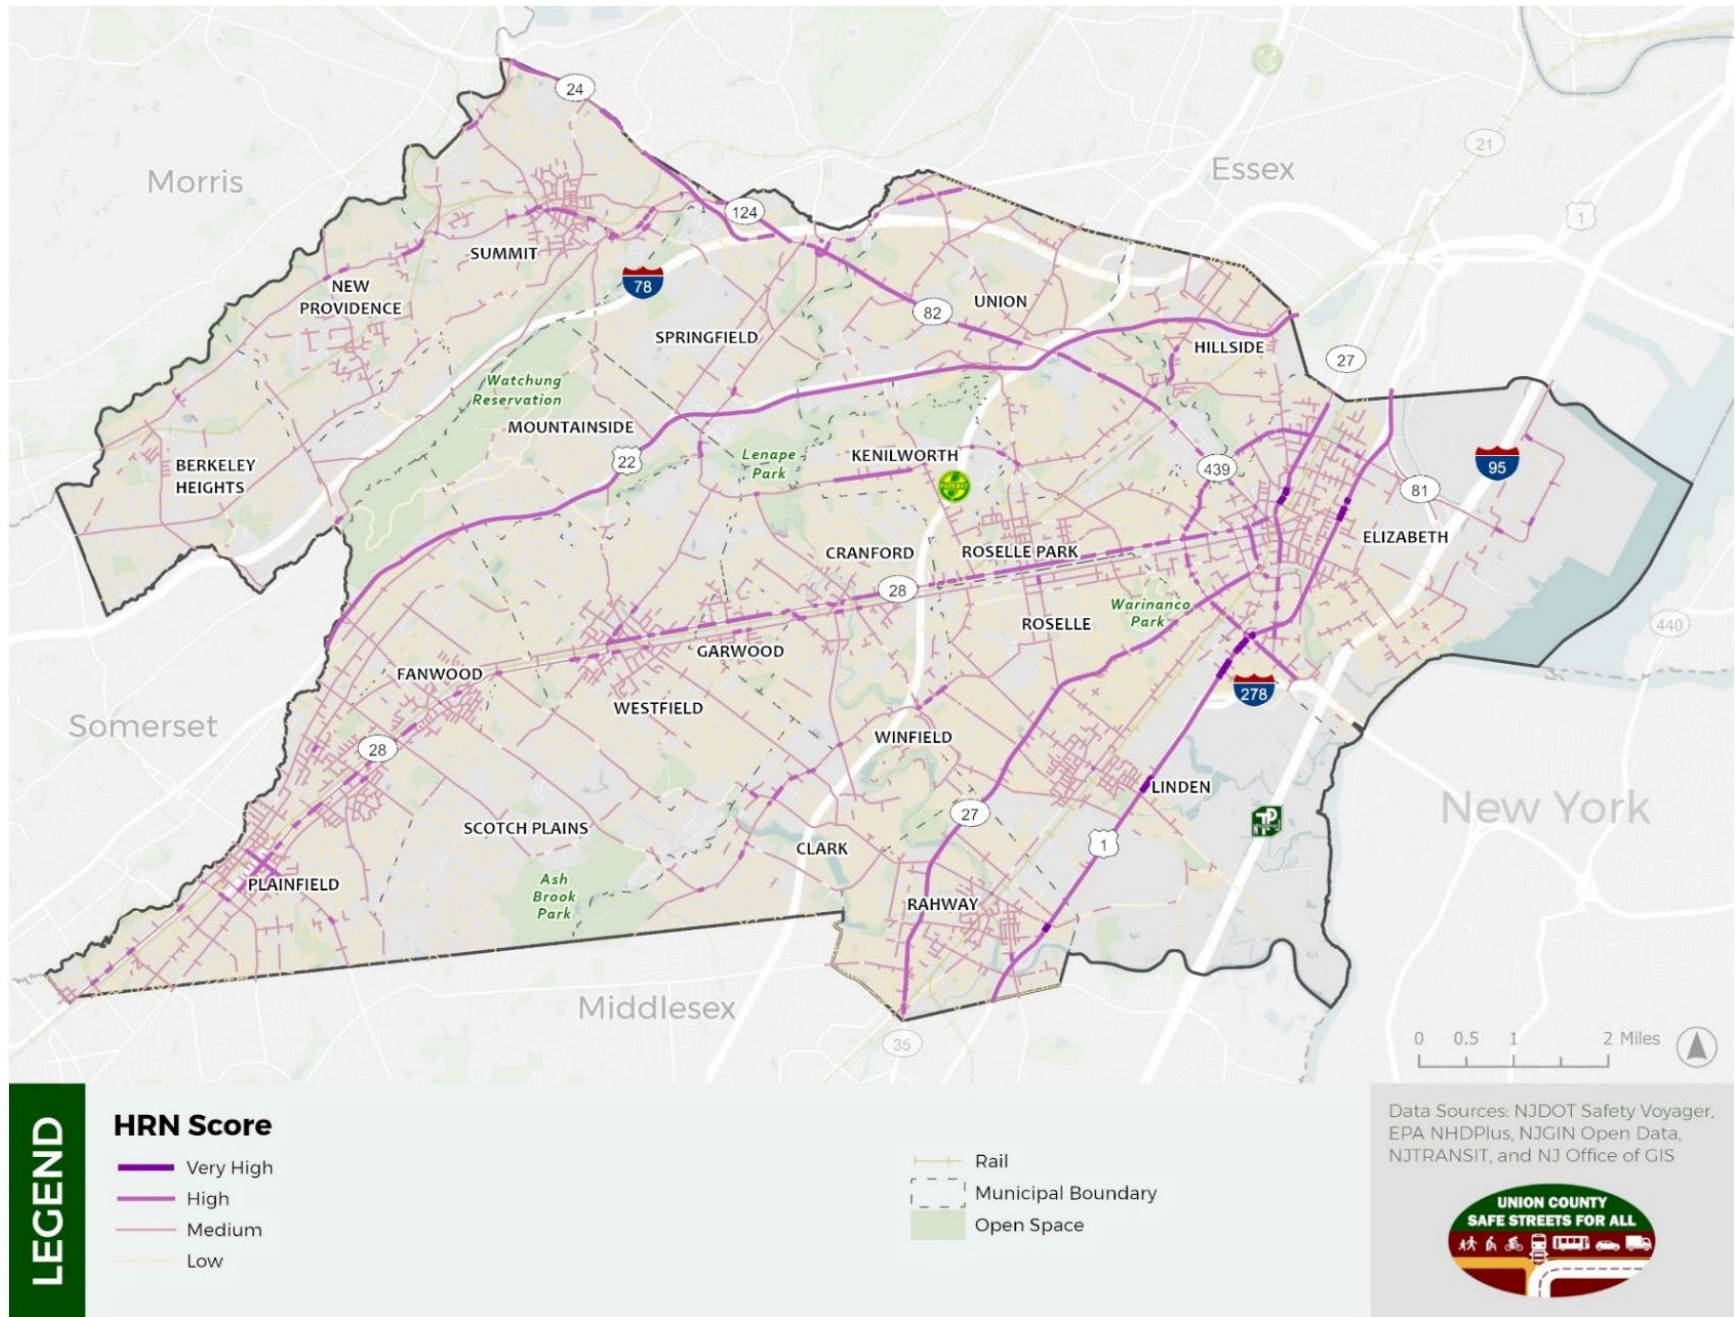 24
Morris
Essex
21
1
124
SUMMIT
78
NEW
PROVIDENCE
82
UNION
SPRINGFIELD
HILLSIDE
27
Watchung
Reservation
MOUNTAINSIDE
22
Lenape
Park
KENILWORTH
439
95
BERKELEY
HEIGHTS
81
CRANFORD
ROSELLE PARK
ELIZABETH
28
Warinanco
Park
ROSELLE
440
GARWOOD
FANWOOD
278
WESTFIELD
Somerset
28
WINFIELD
LINDEN
New York
27
SCOTCH PLAINS
1
CLARK
PLAINFIELD
Ash
Brook
Park
RAHWAY
Middlesex
35
0 0.5 1 2 Miles
LEGEND
HRN Score
Very High
High
Medium
Low
Rail
Municipal Boundary
Open Space
Data Sources: NJDOT Safety Voyager,
EPA NHDPlus, NJGIN Open Data,
NJTRANSIT, and NJ Office of GIS
UNION COUNTY
SAFE STREETS FOR ALL